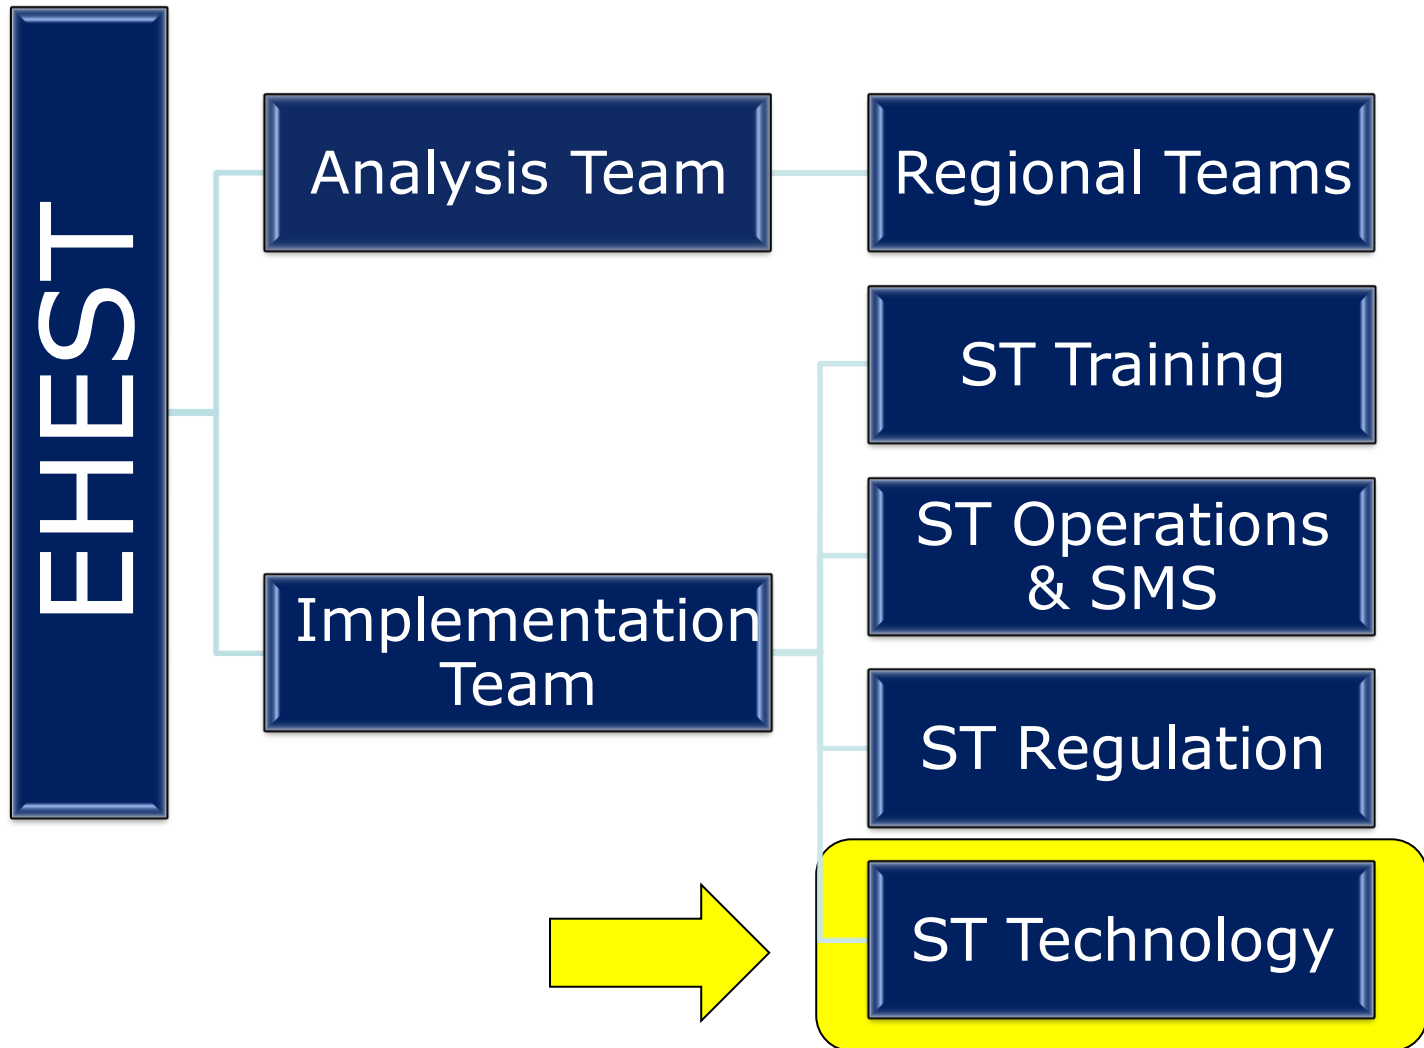 EHEST
Analysis Team
Regional Teams
ST Training
ST Operations
& SMS
Implementation
Team
ST Regulation
ST Technology